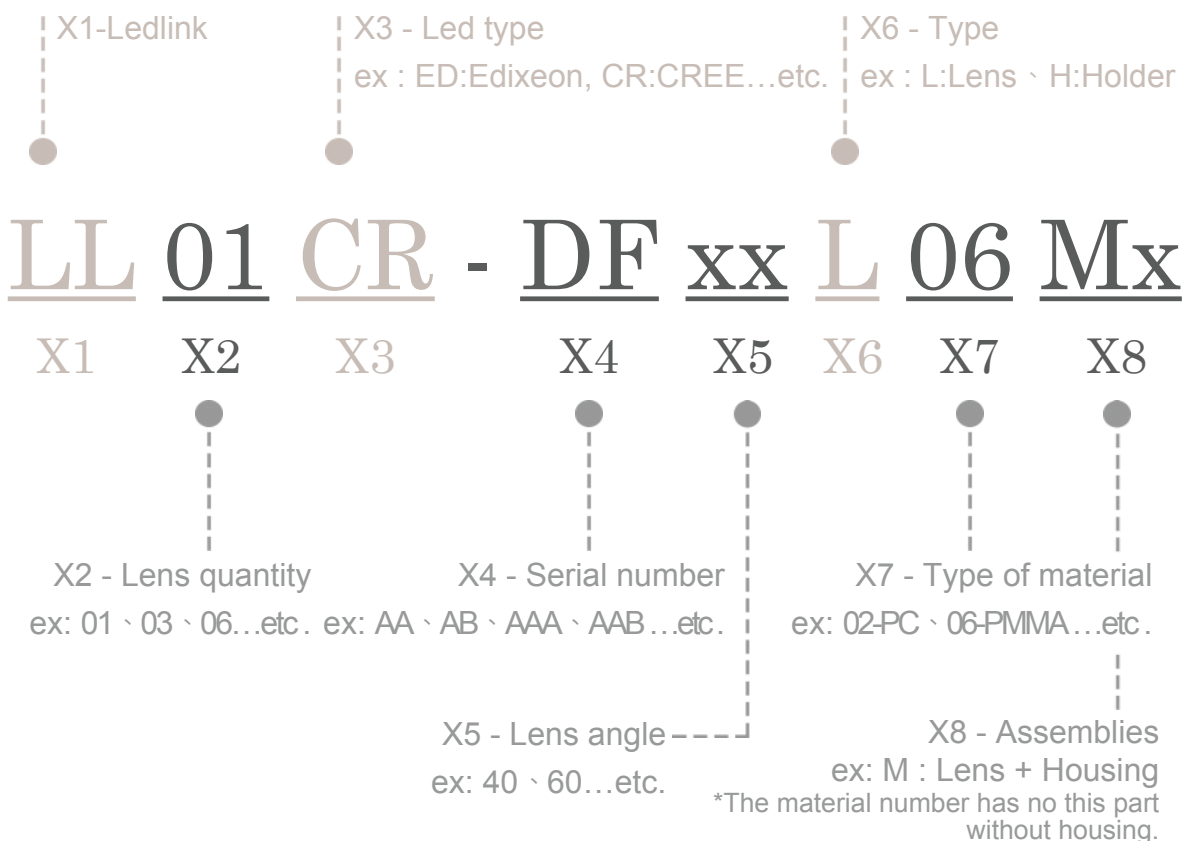 X1-Ledlink
X3 - Led type
ex : ED:Edixeon, CR:CREE…etc.
X6 - Type
ex : L:Lens、H:Holder
LL 01 CR - DF xx L 06 Mx
X1 X2 X3 X4 X5 X6 X7 X8
X2 - Lens quantity
ex: 01、03、06…etc.
X4 - Serial number
ex: AA、AB、AAA、AAB…etc.
X7 - Type of material
ex: 02-PC、06-PMMA…etc.
X5 - Lens angle
ex: 40、60…etc.
X8 - Assemblies
ex: M : Lens + Housing
*The material number has no this part
without housing.